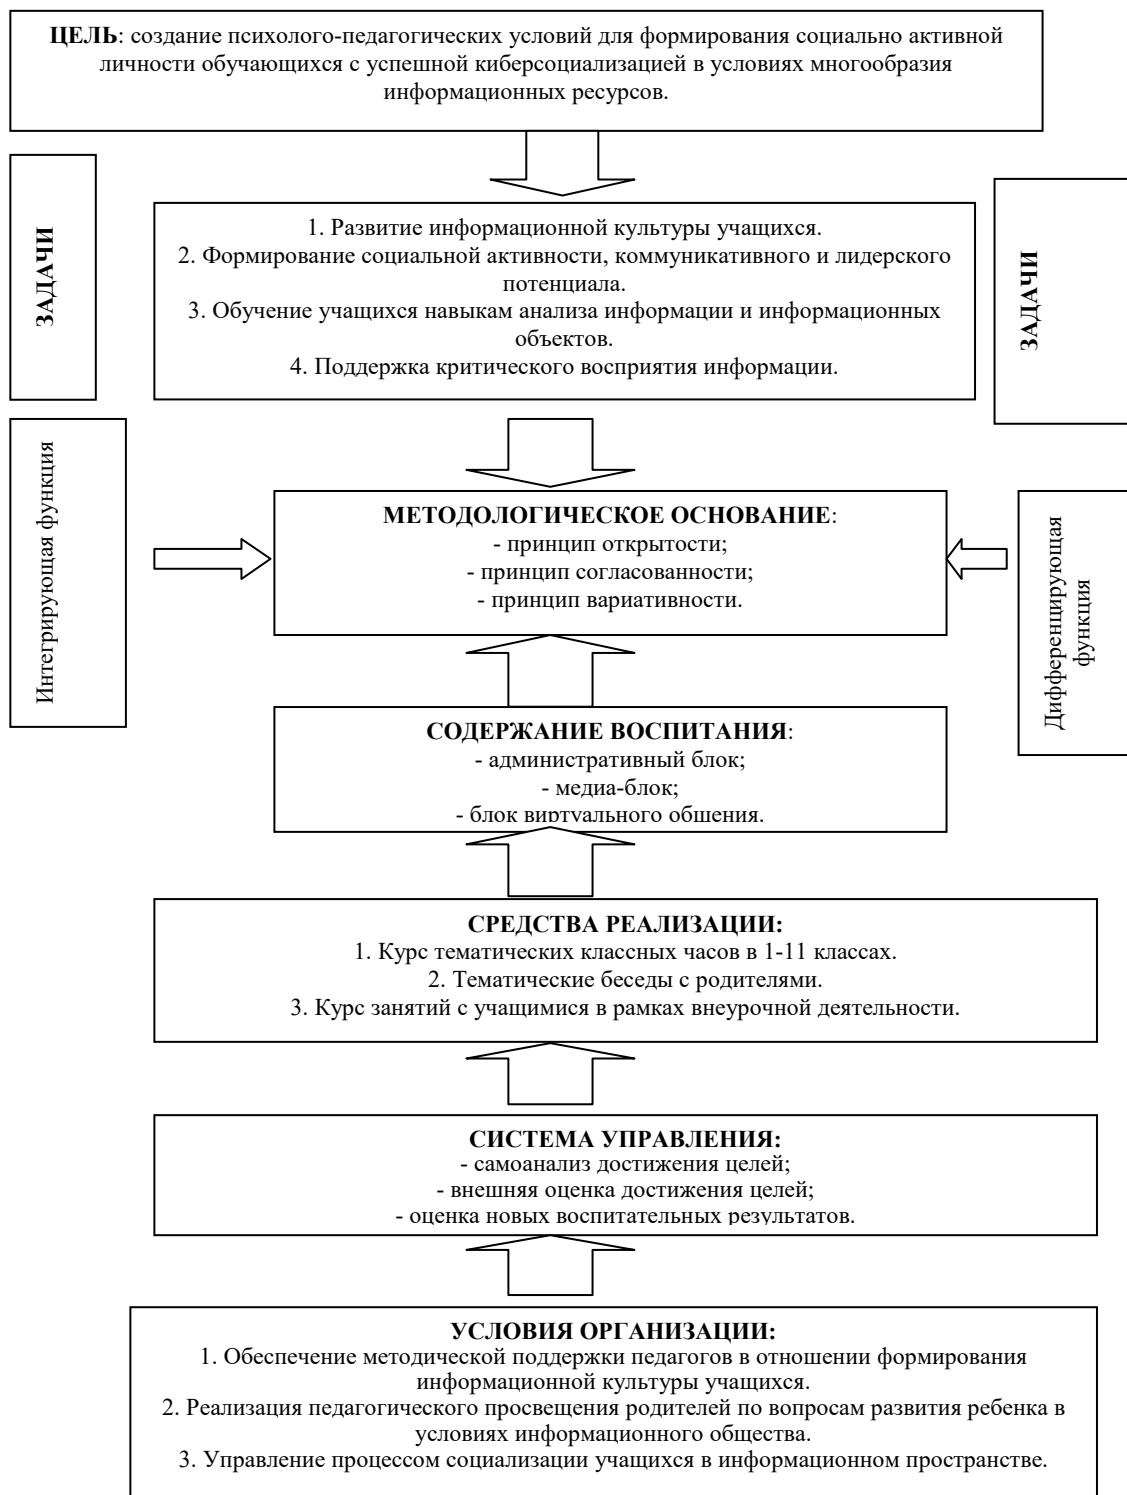 ЦЕЛЬ: создание психолого-педагогических условий для формирования социально активной
личности обучающихся с успешной киберсоциализацией в условиях многообразия
информационных ресурсов.
ЗАДАЧИ
1. Развитие информационной культуры учащихся.
2. Формирование социальной активности, коммуникативного и лидерского
потенциала.
3. Обучение учащихся навыкам анализа информации и информационных
объектов.
4. Поддержка критического восприятия информации.
ЗАДАЧИ
Интегрирующая функция
МЕТОДОЛОГИЧЕСКОЕ ОСНОВАНИЕ:
- принцип открытости;
- принцип согласованности;
- принцип вариативности.
Дифференцирующая
функция
СОДЕРЖАНИЕ ВОСПИТАНИЯ:
- административный блок;
- медиа-блок;
- блок виртуального общения.
СРЕДСТВА РЕАЛИЗАЦИИ:
1. Курс тематических классных часов в 1-11 классах.
2. Тематические беседы с родителями.
3. Курс занятий с учащимися в рамках внеурочной деятельности.
СИСТЕМА УПРАВЛЕНИЯ:
- самоанализ достижения целей;
- внешняя оценка достижения целей;
- оценка новых воспитательных результатов.
УСЛОВИЯ ОРГАНИЗАЦИИ:
1. Обеспечение методической поддержки педагогов в отношении формирования
информационной культуры учащихся.
2. Реализация педагогического просвещения родителей по вопросам развития ребенка в
условиях информационного общества.
3. Управление процессом социализации учащихся в информационном пространстве.